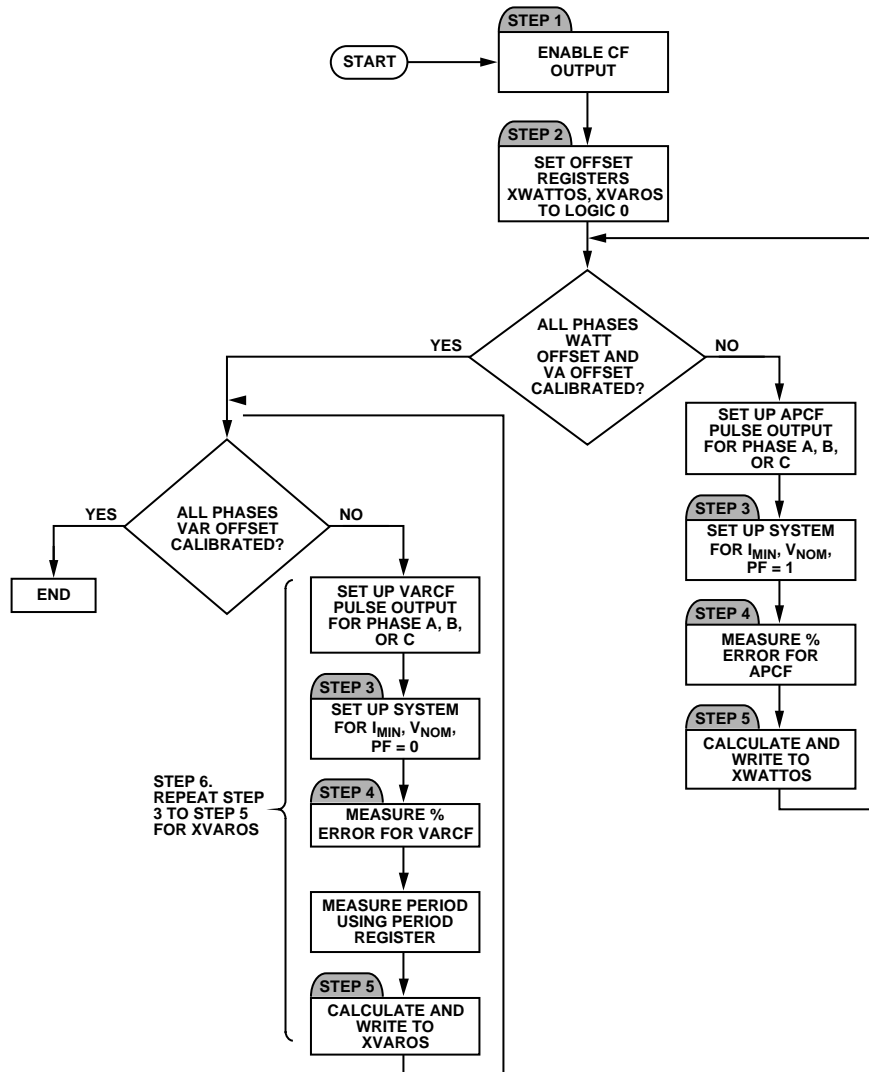 STEP 1
START
ENABLE CF
OUTPUT
STEP 2
SET OFFSET
REGISTERS
XWATTOS, XVAROS
TO LOGIC 0
ALL PHASES
WATT
OFFSET AND
VA OFFSET
CALIBRATED?
YES
NO
SET UP APCF
PULSE OUTPUT
FOR PHASE A, B,
OR C
STEP 3
SET UP SYSTEM
FOR IMIN, VNOM,
PF = 1
STEP 4
MEASURE %
ERROR FOR
APCF
STEP 5
CALCULATE AND
WRITE TO
XWATTOS
ALL PHASES
VAR OFFSET
CALIBRATED?
YES
NO
END
SET UP VARCF
PULSE OUTPUT
FOR PHASE A, B,
OR C
STEP 3
SET UP SYSTEM
FOR IMIN, VNOM,
PF = 0
STEP 6.
REPEAT STEP
3 TO STEP 5
FOR XVAROS
STEP 4
MEASURE %
ERROR FOR VARCF
MEASURE PERIOD
USING PERIOD
REGISTER
STEP 5
CALCULATE AND
WRITE TO
XVAROS